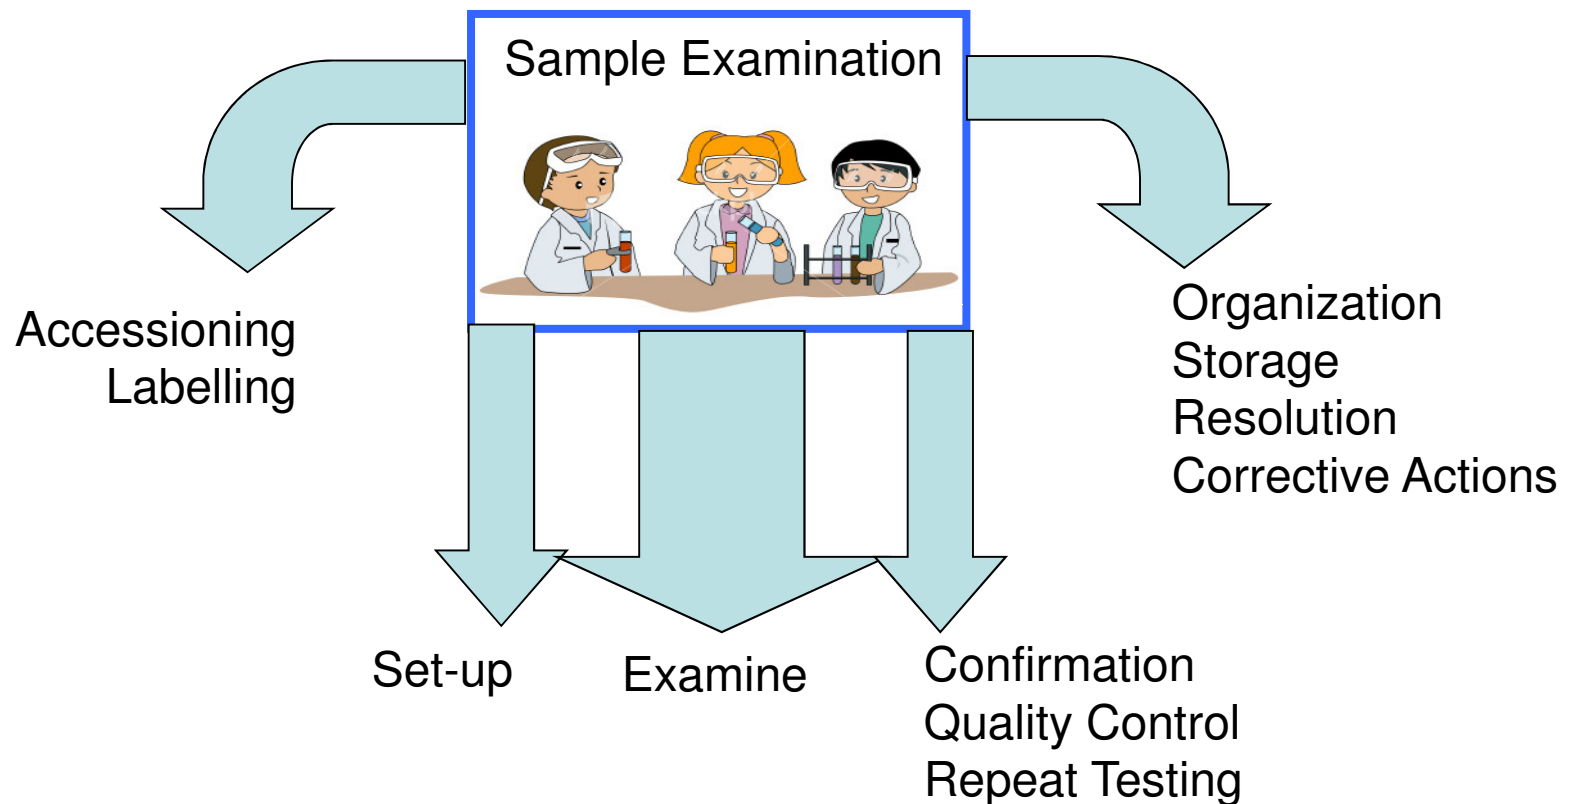 Sample Examination
Accessioning
Labelling
Organization
Storage
Resolution
Corrective Actions
Set-up
Examine
Confirmation
Quality Control
Repeat Testing